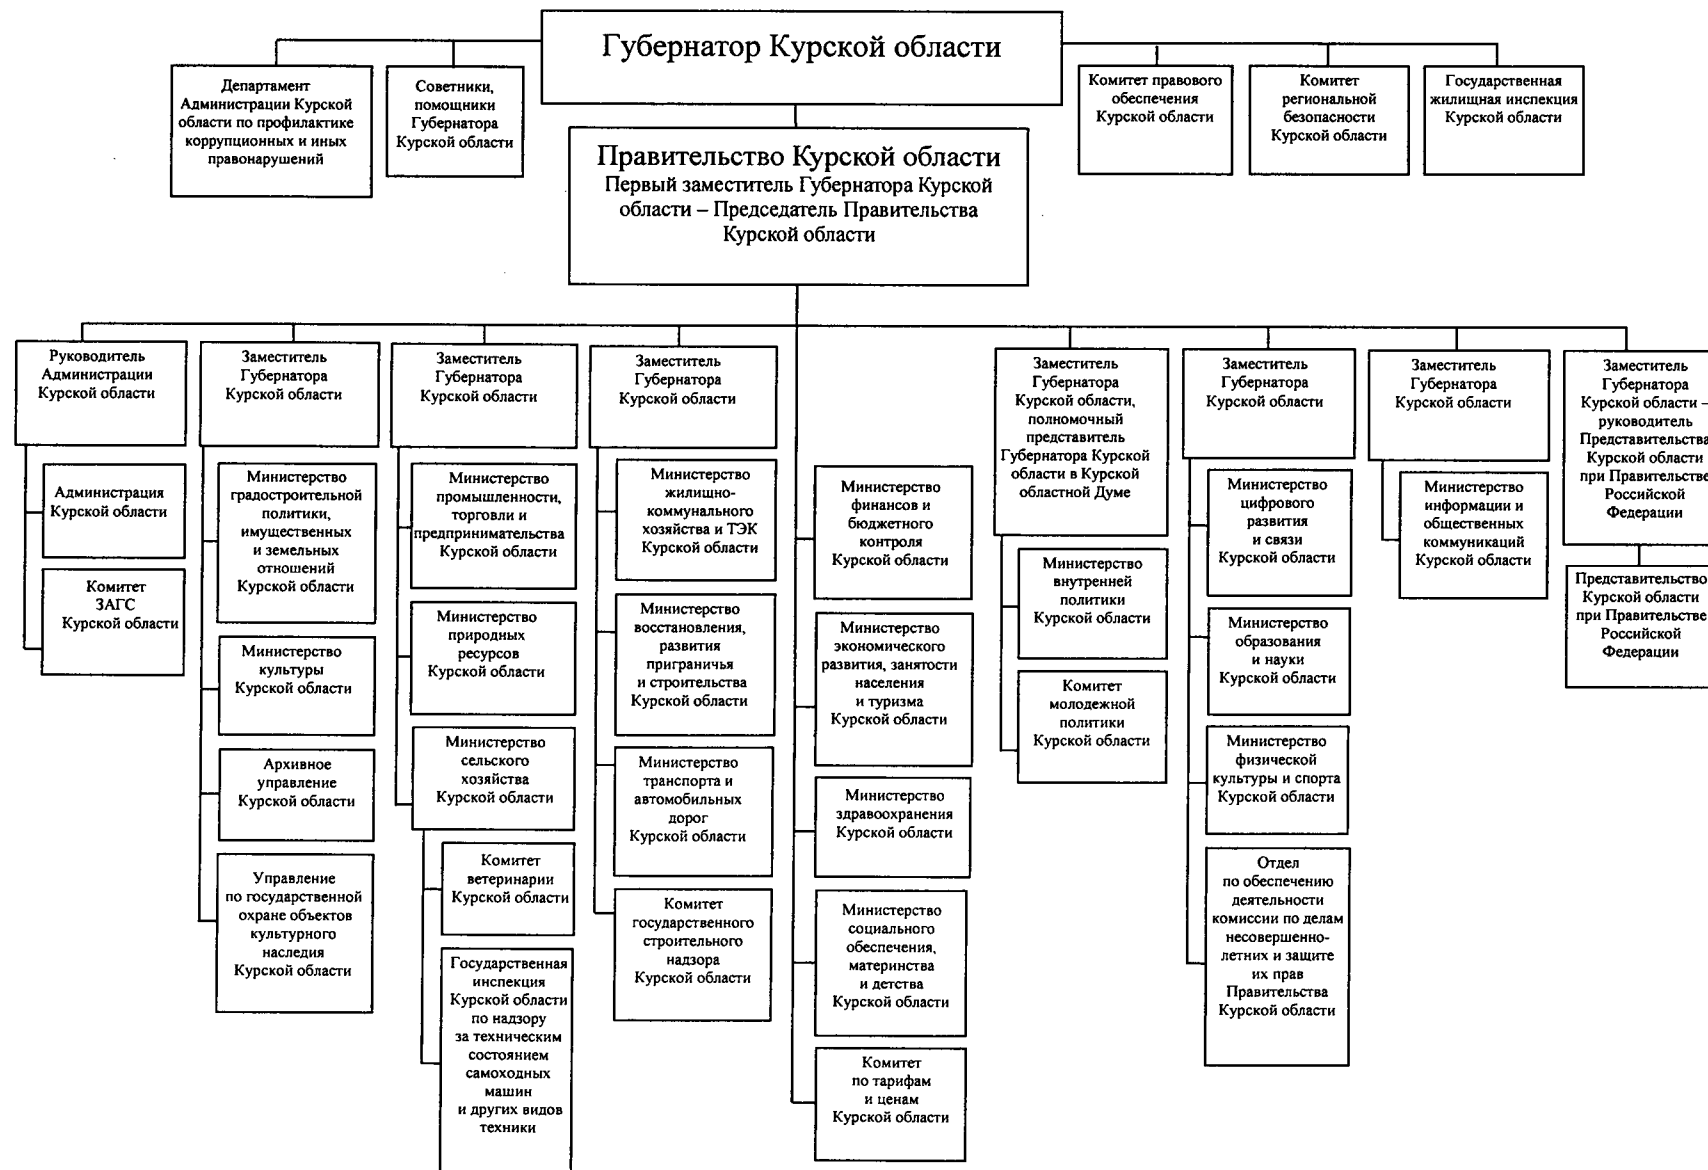 Губернатор Курской области
Департамент
Администрации Курской
области по профилактике
коррупционных и иных
правонарушений
Советники,
помощники
Губернатора
Курской области
Комитет правового
обеспечения
Курской области
Комитет
региональной
безопасности
Курской области
Государственная
жилищная инспекция
Курской области
Правительство Курской области
Первый заместитель Губернатора Курской
области – Председатель Правительства
Курской области
Руководитель
Администрации
Курской области
Администрация
Курской области
Комитет
ЗАГС
Курской области
Заместитель
Губернатора
Курской области
Министерство
градостроительной
политики,
имущественных
и земельных
отношений
Курской области
Министерство
культуры
Курской области
Архивное
управление
Курской области
Управление
по государственной
охране объектов
культурного
наследия
Курской области
Заместитель
Губернатора
Курской области
Министерство
промышленности,
торговли и
предпринимательства
Курской области
Министерство
природных
ресурсов
Курской области
Министерство
сельского
хозяйства
Курской области
Комитет
ветеринарии
Курской области
Государственная
инспекция
Курской области
по надзору
за техническим
состоянием
самоходных
машин
и других видов
техники
Заместитель
Губернатора
Курской области
Министерство
жилищно-
коммунального
хозяйства и ТЭК
Курской области
Министерство
восстановления,
развития
приграничья
и строительства
Курской области
Министерство
транспорта и
автомобильных
дорог
Курской области
Комитет
государственного
строительного
надзора
Курской области
Министерство
финансов и
бюджетного
контроля
Курской области
Министерство
экономического
развития, занятости
населения
и туризма
Курской области
Министерство
здравоохранения
Курской области
Министерство
социального
обеспечения,
материнства
и детства
Курской области
Комитет
по тарифам
и ценам
Курской области
Заместитель
Губернатора
Курской области,
полномочный
представитель
Губернатора Курской
области в Курской
областной Думе
Министерство
внутренней
политики
Курской области
Комитет
молодежной
политики
Курской области
Заместитель
Губернатора
Курской области
Министерство
цифрового
развития
и связи
Курской области
Министерство
образования
и науки
Курской области
Министерство
физической
культуры и спорта
Курской области
Отдел
по обеспечению
деятельности
комиссии по делам
несовершенно-
летних и защите
их прав
Правительства
Курской области
Заместитель
Губернатора
Курской области
Министерство
информации и
общественных
коммуникаций
Курской области
Заместитель
Губернатора
Курской области –
руководитель
Представительства
Курской области
при Правительстве
Российской
Федерации
Представительство
Курской области
при Правительстве
Российской
Федерации